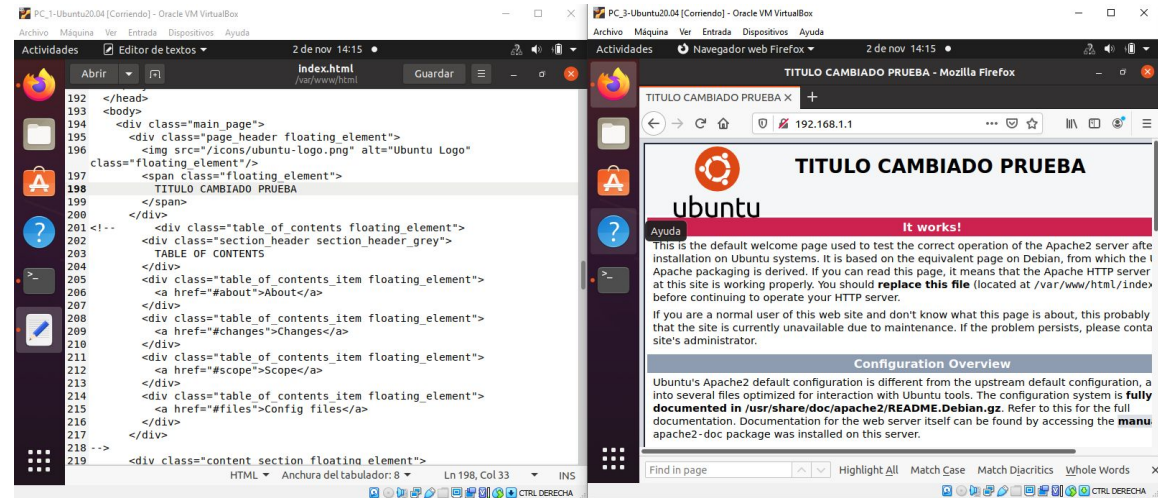 PC_1-Ubuntu20.04 [Corriendo] - Oracle VM VirtualBox
Archivo Máquina Ver Entrada Dispositivos Ayuda
Actividades Editor de textos 2 de nov 14:15
Abrir index.html Guardar
/var/www/html
192 </head>
193 <body>
194 <div class="main_page">
195 <div class="page_header floating_element">
196 <img src="/icons/ubuntu-logo.png" alt="Ubuntu Logo"
class="floating_element"/>
197 <span class="floating_element">
198 TITULO CAMBIADO PRUEBA
199 </span>
200 </div>
201 <!-- <div class="table_of_contents floating_element">
202 <div class="section_header section_header_grey">
203 TABLE OF CONTENTS
204 </div>
205 <div class="table_of_contents_item floating_element">
206 <a href="#about">About</a>
207 </div>
208 <div class="table_of_contents_item floating_element">
209 <a href="#changes">Changes</a>
210 </div>
211 <div class="table_of_contents_item floating_element">
212 <a href="#scope">Scope</a>
213 </div>
214 <div class="table_of_contents_item floating_element">
215 <a href="#files">Config files</a>
216 </div>
217 </div>
218 -->
219 <div class="content_section floating_element">
HTML Anchura del tabulador: 8 Ln 198, Col 33 INS
CTRL DERECHA
PC_3-Ubuntu20.04 [Corriendo] - Oracle VM VirtualBox
Archivo Máquina Ver Entrada Dispositivos Ayuda
Actividades Navegador web Firefox 2 de nov 14:15
TITULO CAMBIADO PRUEBA - Mozilla Firefox
TITULO CAMBIADO PRUEBA
192.168.1.1
TITULO CAMBIADO PRUEBA
ubuntu
It works!
Ayuda
This is the default welcome page used to test the correct operation of the Apache2 server afte
installation on Ubuntu systems. It is based on the equivalent page on Debian, from which the
Apache packaging is derived. If you can read this page, it means that the Apache HTTP server
at this site is working properly. You should replace this file (located at /var/www/html/index
before continuing to operate your HTTP server.
If you are a normal user of this web site and don't know what this page is about, this probably
that the site is currently unavailable due to maintenance. If the problem persists, please conta
site's administrator.
Configuration Overview
Ubuntu's Apache2 default configuration is different from the upstream default configuration, a
into several files optimized for interaction with Ubuntu tools. The configuration system is fully
documented in /usr/share/doc/apache2/README.Debian.gz. Refer to this for the full
documentation. Documentation for the web server itself can be found by accessing the manu
apache2-doc package was installed on this server.
Find in page Highlight All Match Case Match Diacritics Whole Words
CTRL DERECHA